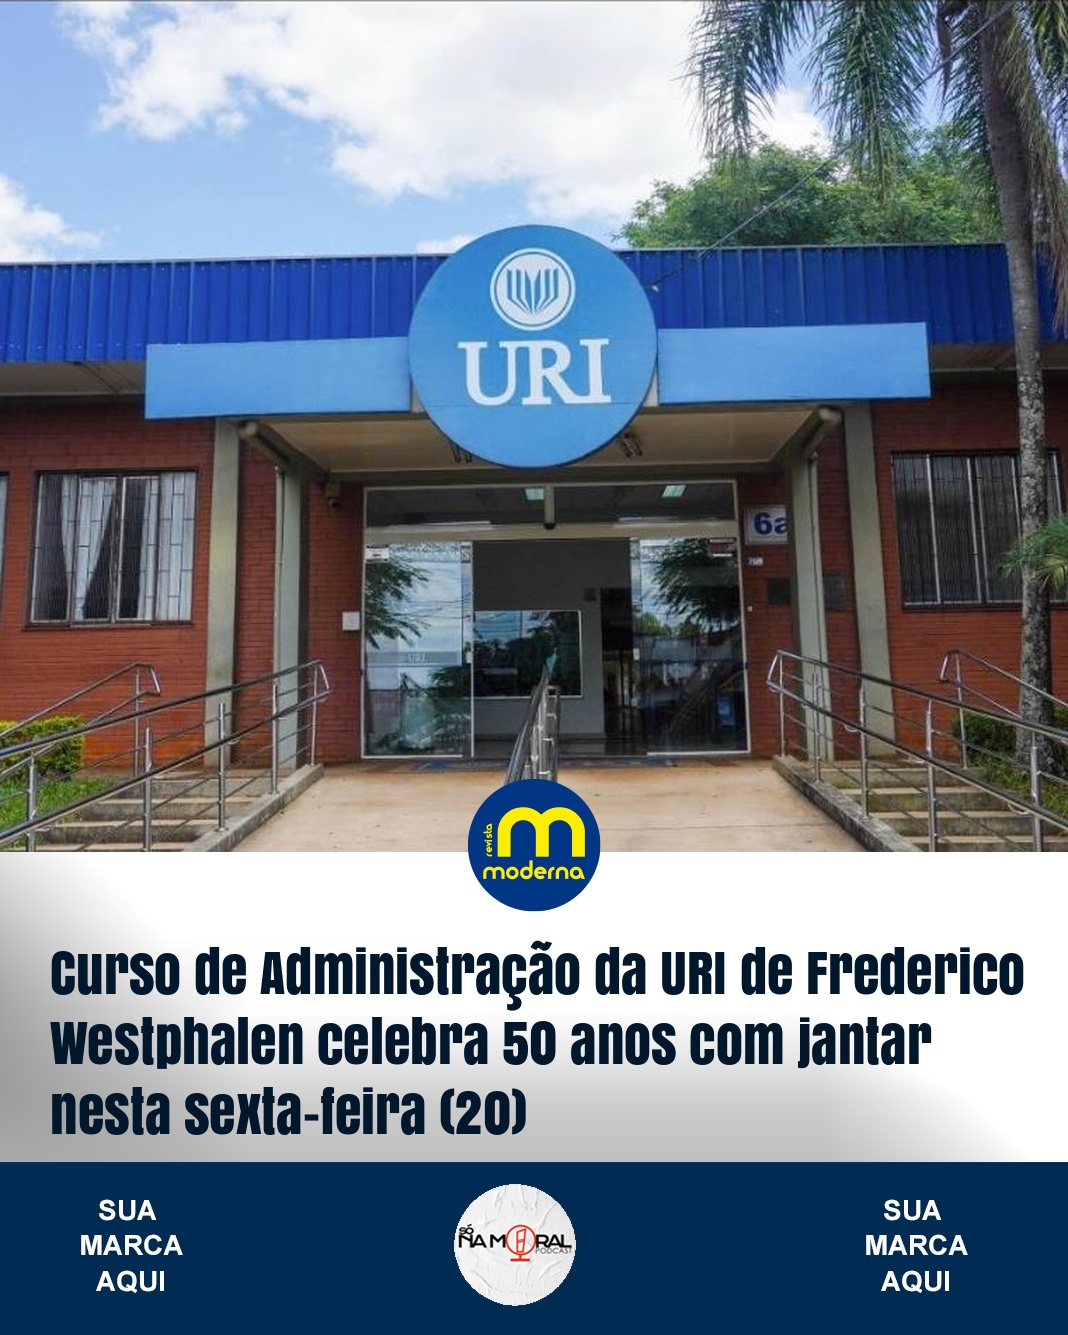 URI
6a
URI
revista
moderna
Curso de Administração da URI de Frederico
Westphalen celebra 50 anos com jantar
nesta sexta-feira (20)
SUA
MARCA
AQUI
SÓ
NA MORAL
PODCAST
SUA
MARCA
AQUI